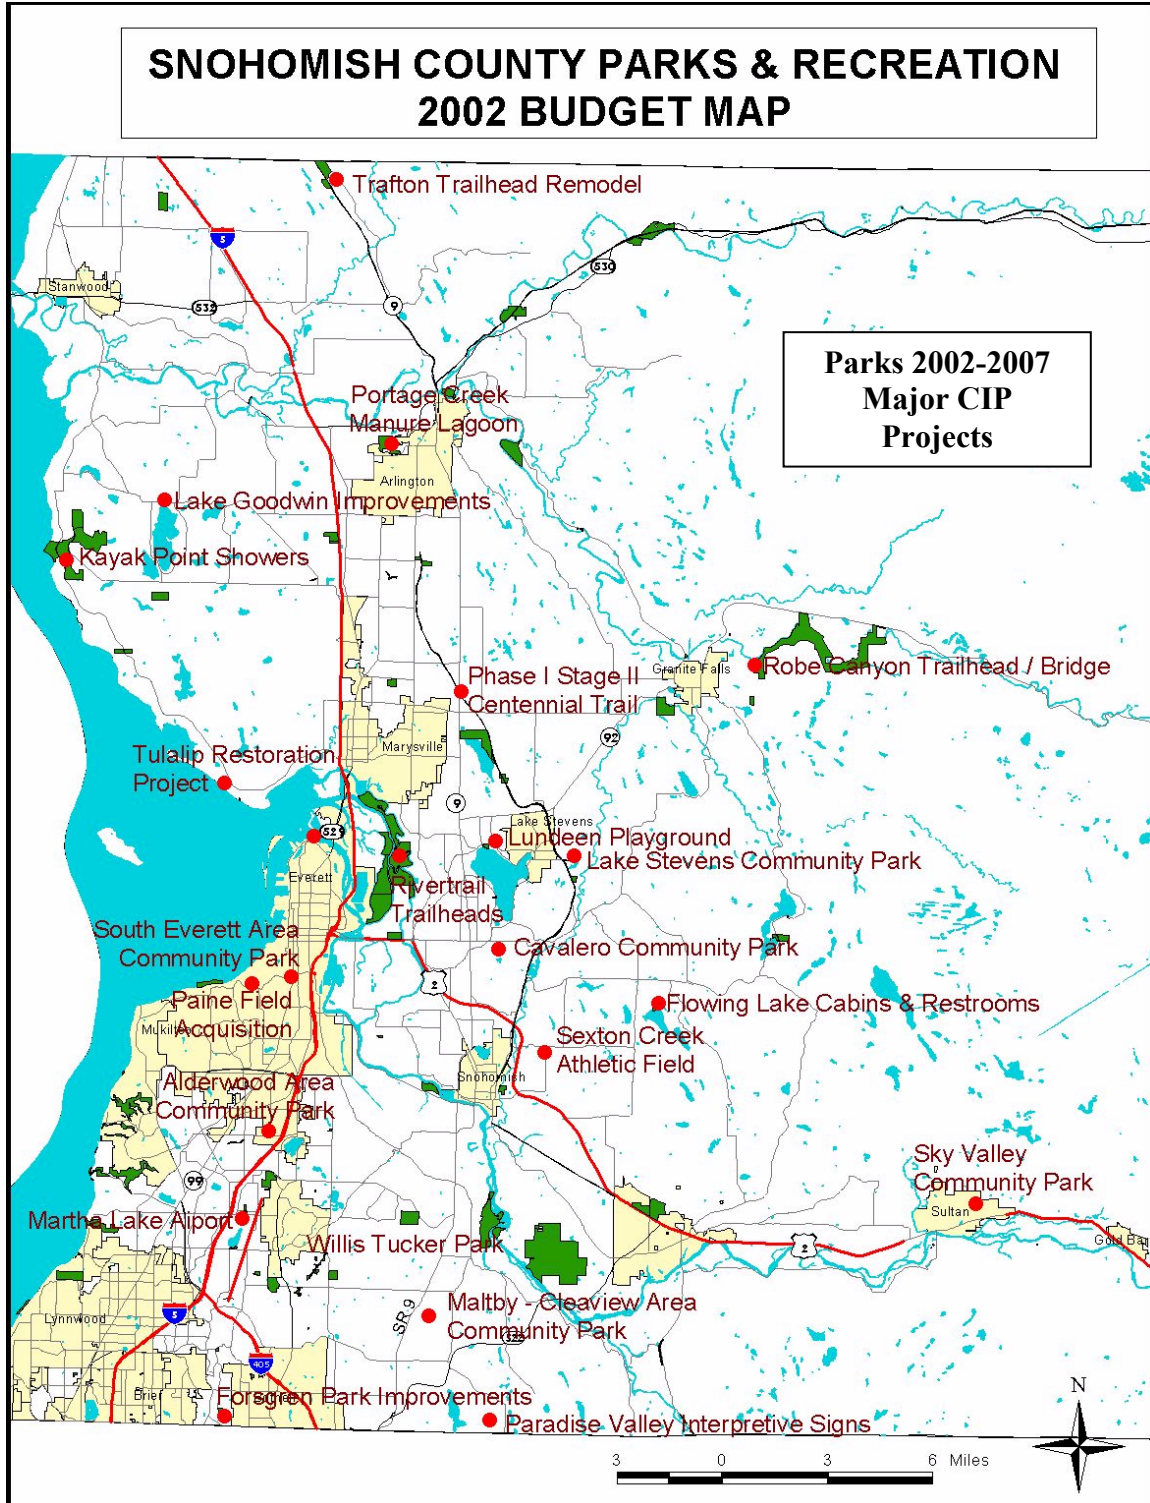 SNOHOMISH COUNTY PARKS & RECREATION
2002 BUDGET MAP
Trafton Trailhead Remodel
5
530
Stanwood
532
9
Parks 2002-2007
Major CIP
Projects
Portage Creek
Manure Lagoon
Arlington
Lake Goodwin Improvements
Kayak Point Showers
Granite Falls
Robe Canyon Trailhead / Bridge
Phase I Stage II
Centennial Trail
92
Marysville
Tulalip Restoration
Project
9
529
Lake Stevens
Lundeen Playground
Lake Stevens Community Park
Everett
Rivertrail
Trailheads
South Everett Area
Community Park
Cavalero Community Park
2
Paine Field
Acquisition
Flowing Lake Cabins & Restrooms
Sexton Creek
Athletic Field
Snohomish
Alderwood Area
Community Park
Sky Valley
Community Park
99
Sultan
Martha Lake Aiport
Willis Tucker Park
2
Gold Ba
Maltby - Cleaview Area
Community Park
SR 9
5
Lynnwood
405
Brier
Forsgren Park Improvements
Paradise Valley Interpretive Signs
N
3 0 3 6 Miles